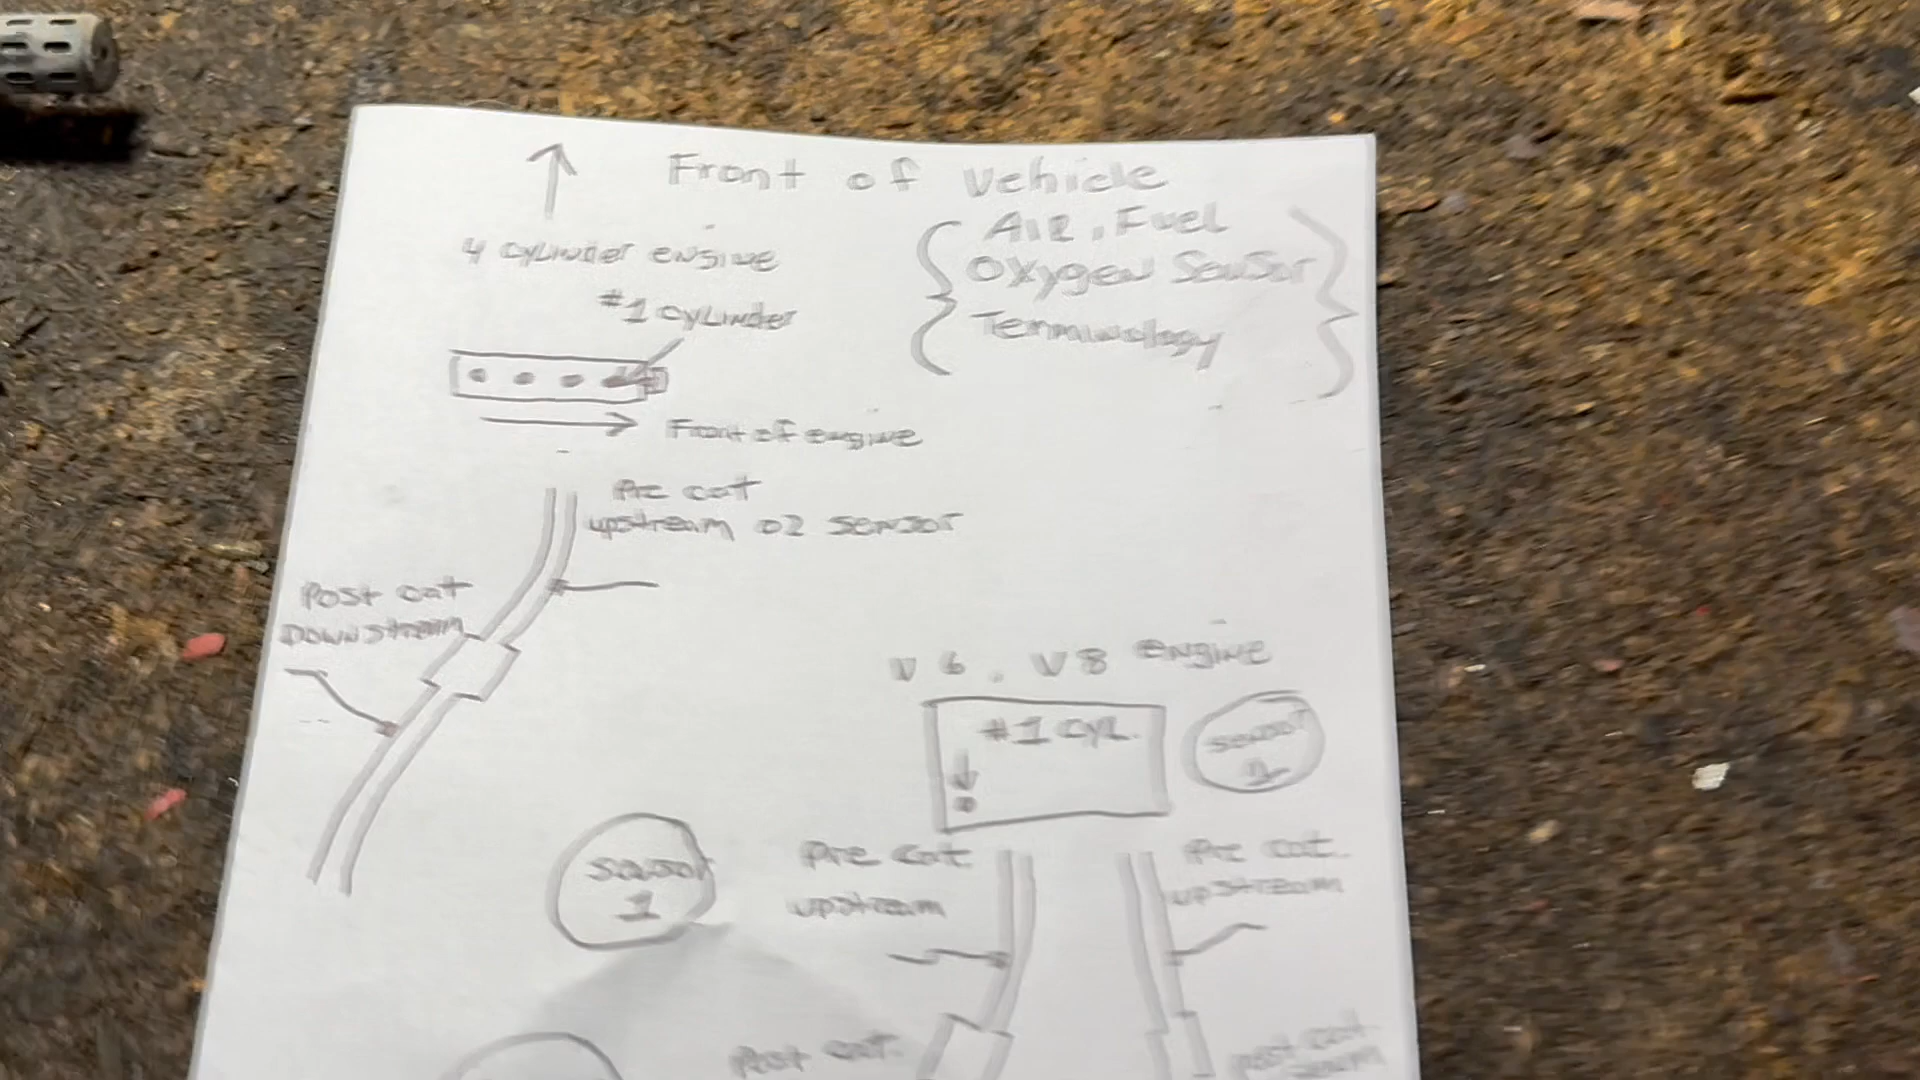 Front of Vehicle
AIR, Fuel
Oxygen Sensor
Terminology
4 cylinder engine
#1 cylinder
Front of engine
Pre cat
upstream O2 sensor
Post cat
Downstream
V6, V8 engine
#1 cyl.
sensor
sensor
1
Pre cat
upstream
Pre cat
upstream
Post cat
Post cat